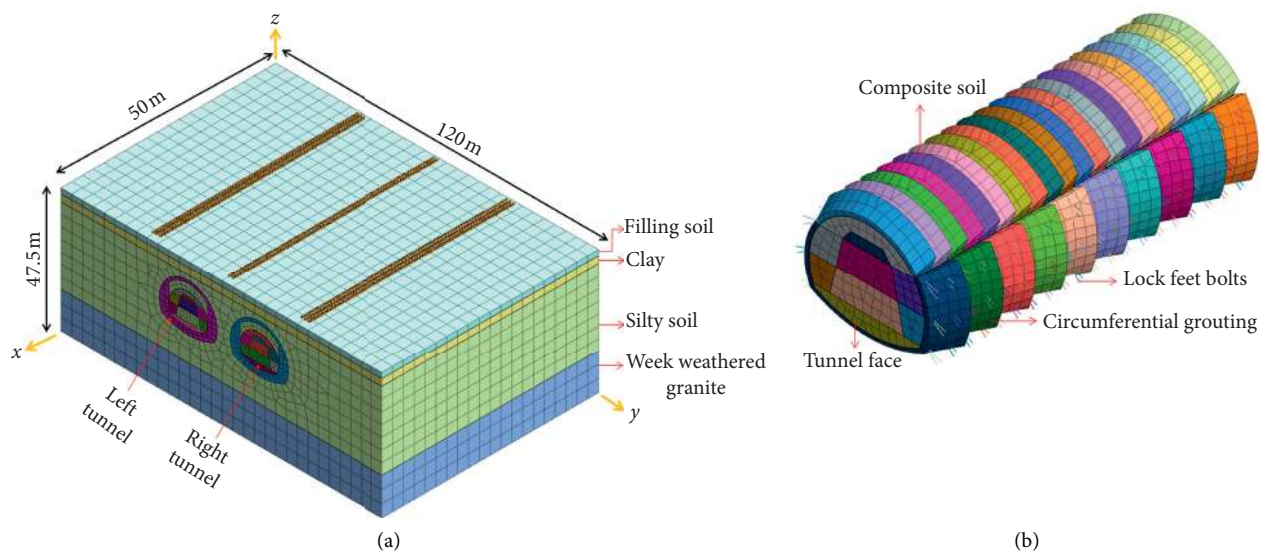 z
50 m
120 m
47.5 m
x
y
Filling soil
Clay
Silty soil
Week weathered
granite
Left
tunnel
Right
tunnel
(a)
Composite soil
Lock feet bolts
Circumferential grouting
Tunnel face
(b)